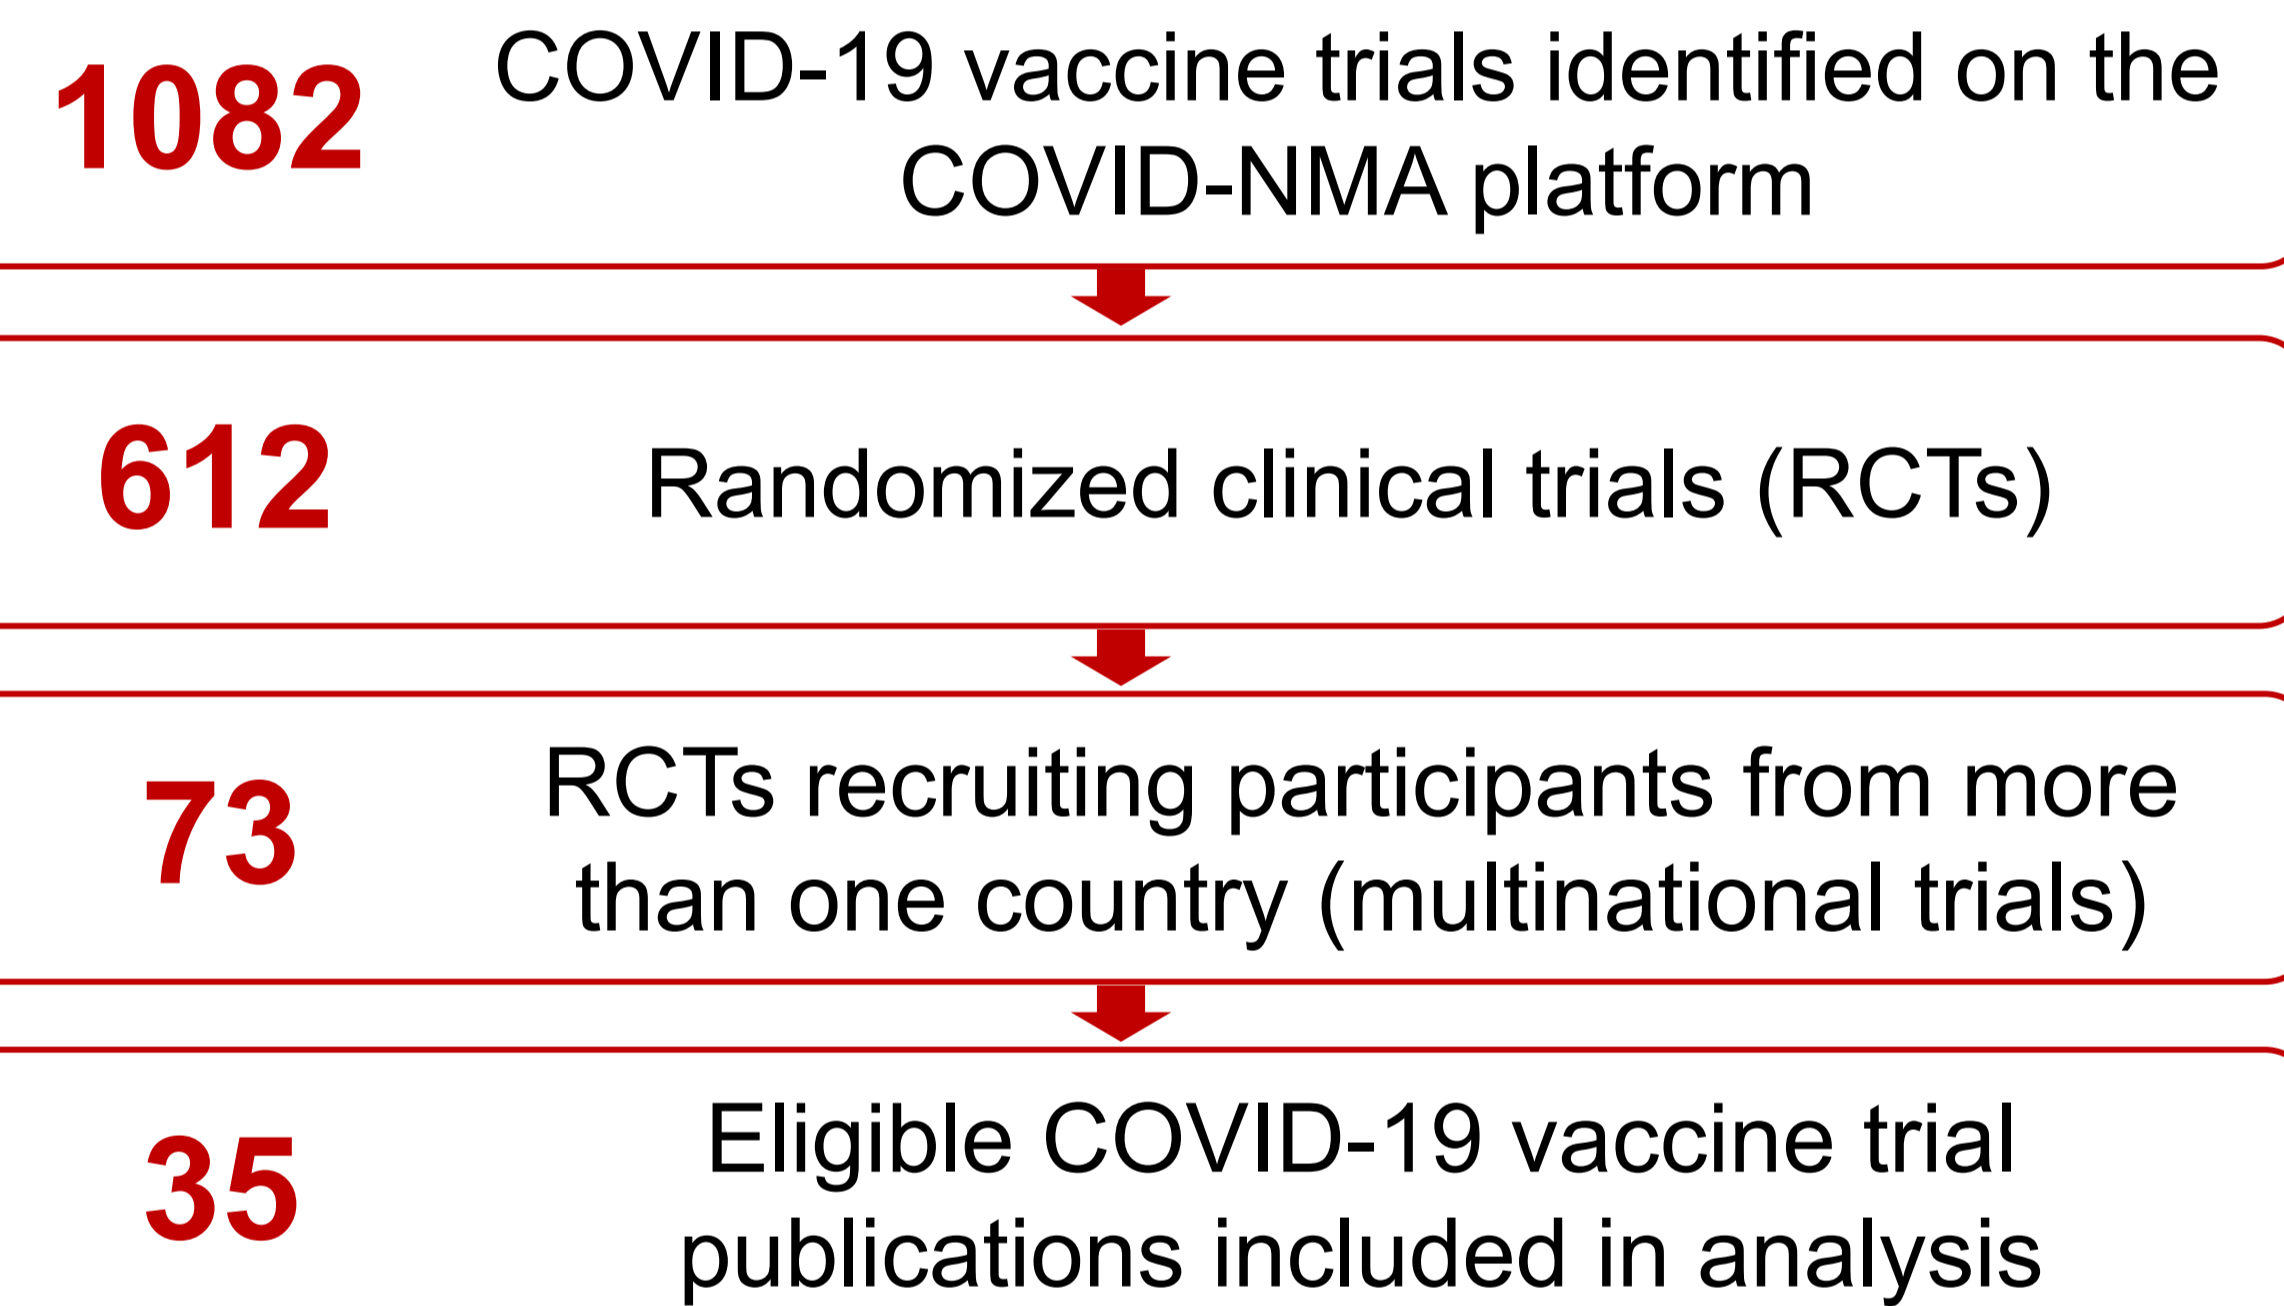 1082
COVID-19 vaccine trials identified on the
COVID-NMA platform
612
Randomized clinical trials (RCTs)
73
RCTs recruiting participants from more
than one country (multinational trials)
35
Eligible COVID-19 vaccine trial
publications included in analysis